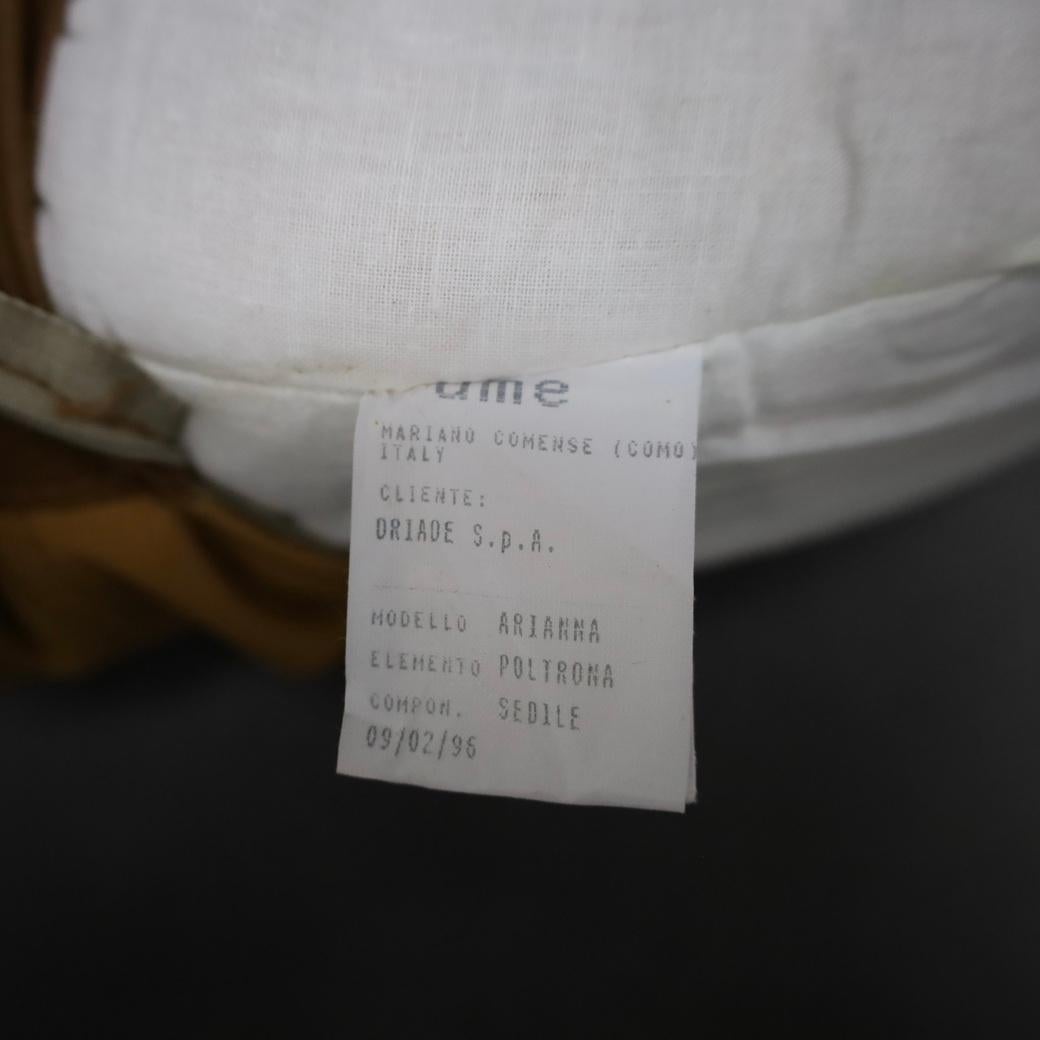 ume
MARIANO COMENSE (COMO)
ITALY
CLIENTE:
DRIADE S.p.A.
MODELLO ARIANNA
ELEMENTO POLTRONA
COMPON. SEDILE
09/02/96